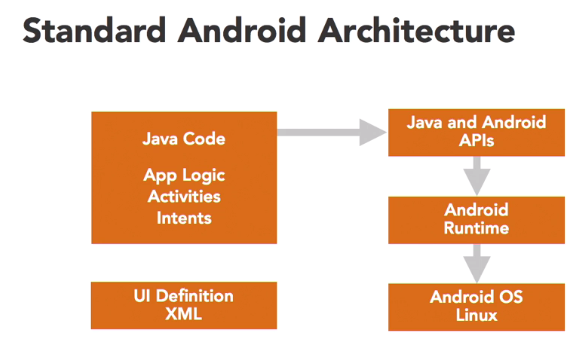 Standard Android Architecture
Java Code
App Logic
Activities
Intents
UI Definition
XML
Java and Android
APIs
Android
Runtime
Android OS
Linux